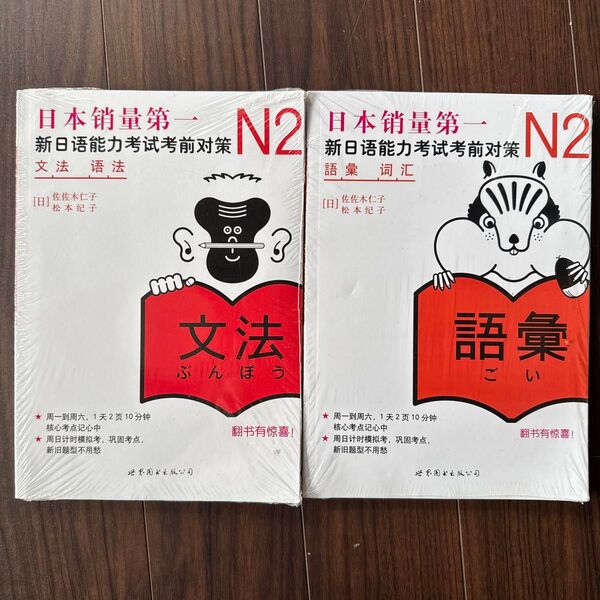 日本销量第一
N2
新日语能力考试考前对策
文法 语法
[日] 佐佐木仁子
松本纪子
文法
ぶんぽう
★ 周一到周六，1天2页10分钟
核心考点记心中
★ 周日计时模拟考，巩固考点，
新旧题型不用愁
翻书有惊喜！
世界图书出版公司
日本销量第一
N2
新日语能力考试考前对策
語彙 词汇
[日] 佐佐木仁子
松本纪子
語彙
ごい
★ 周一到周六，1天2页10分钟
核心考点记心中
★ 周日计时模拟考，巩固考点，
新旧题型不用愁
翻书有惊喜！
世界图书出版公司